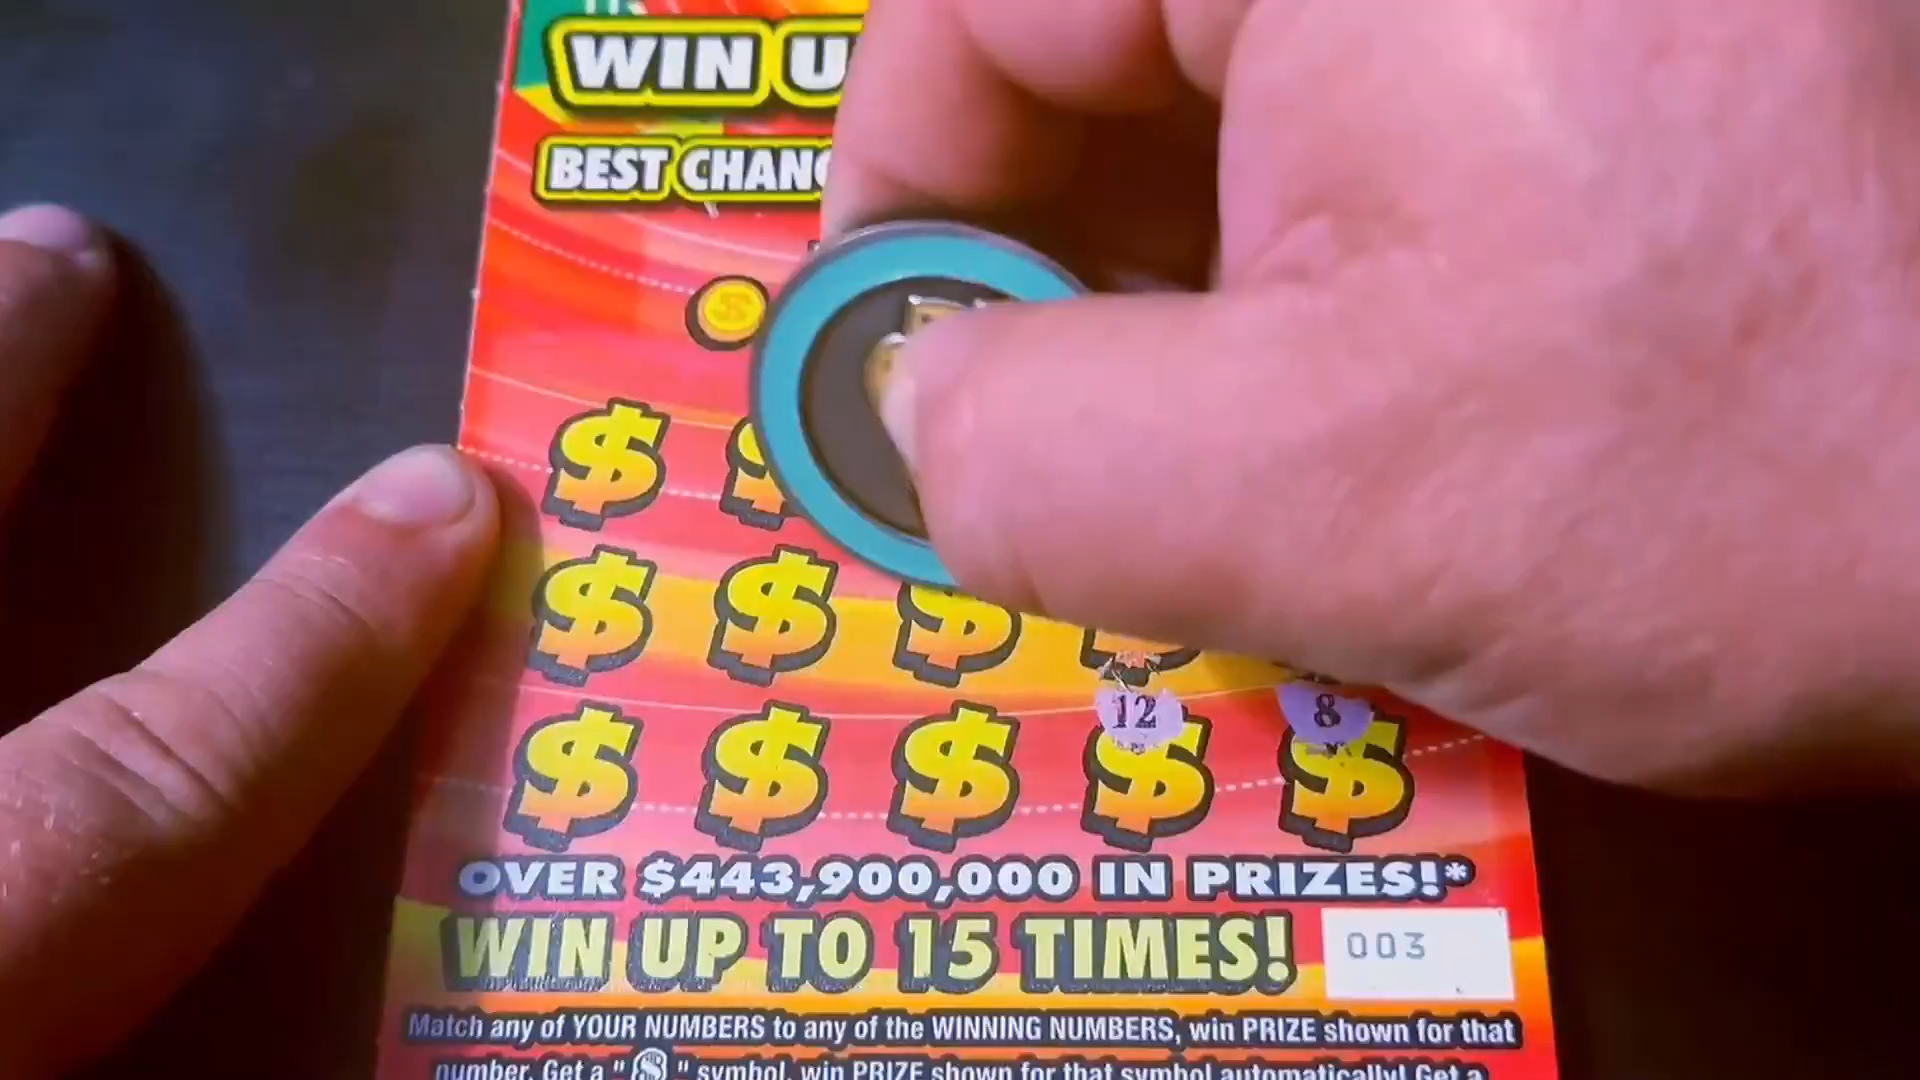 WIN U
BEST CHANC
12 8
OVER $443,900,000 IN PRIZES!*
WIN UP TO 15 TIMES!
003
Match any of YOUR NUMBERS to any of the WINNING NUMBERS, win PRIZE shown for that
number. Get a "$" symbol, win PRIZE shown for that symbol automatically! Get a